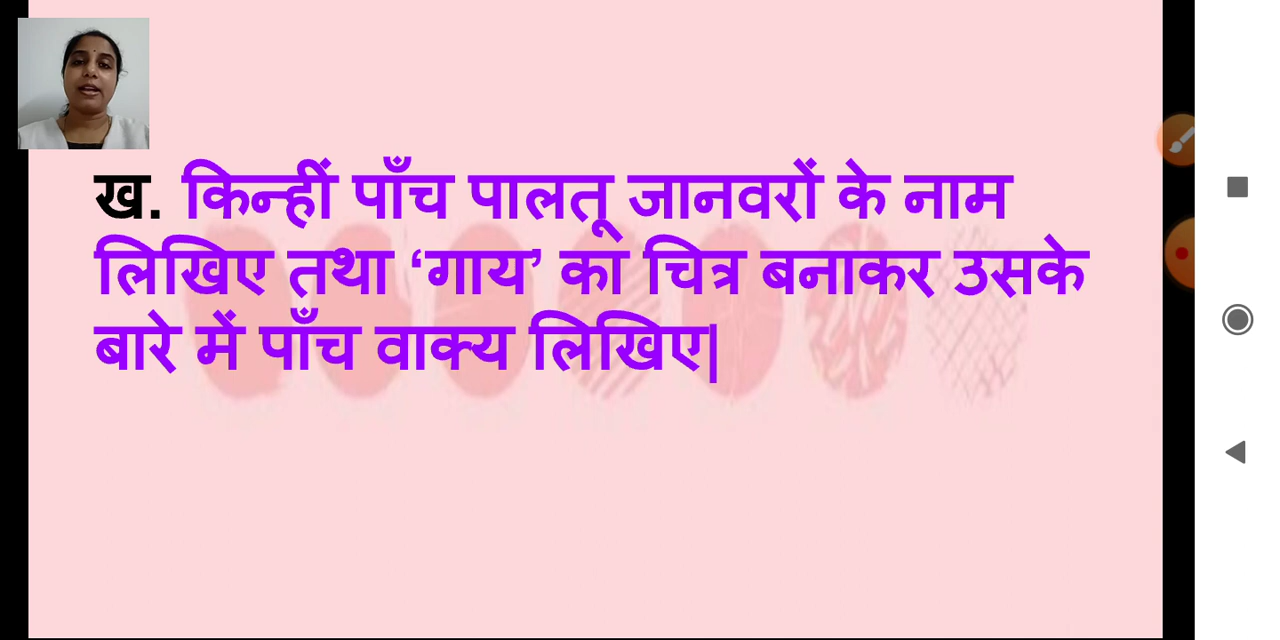 ख. किन्हीं पाँच पालतू जानवरों के नाम
लिखिए तथा ‘गाय’ का चित्र बनाकर उसके
बारे में पाँच वाक्य लिखिए|